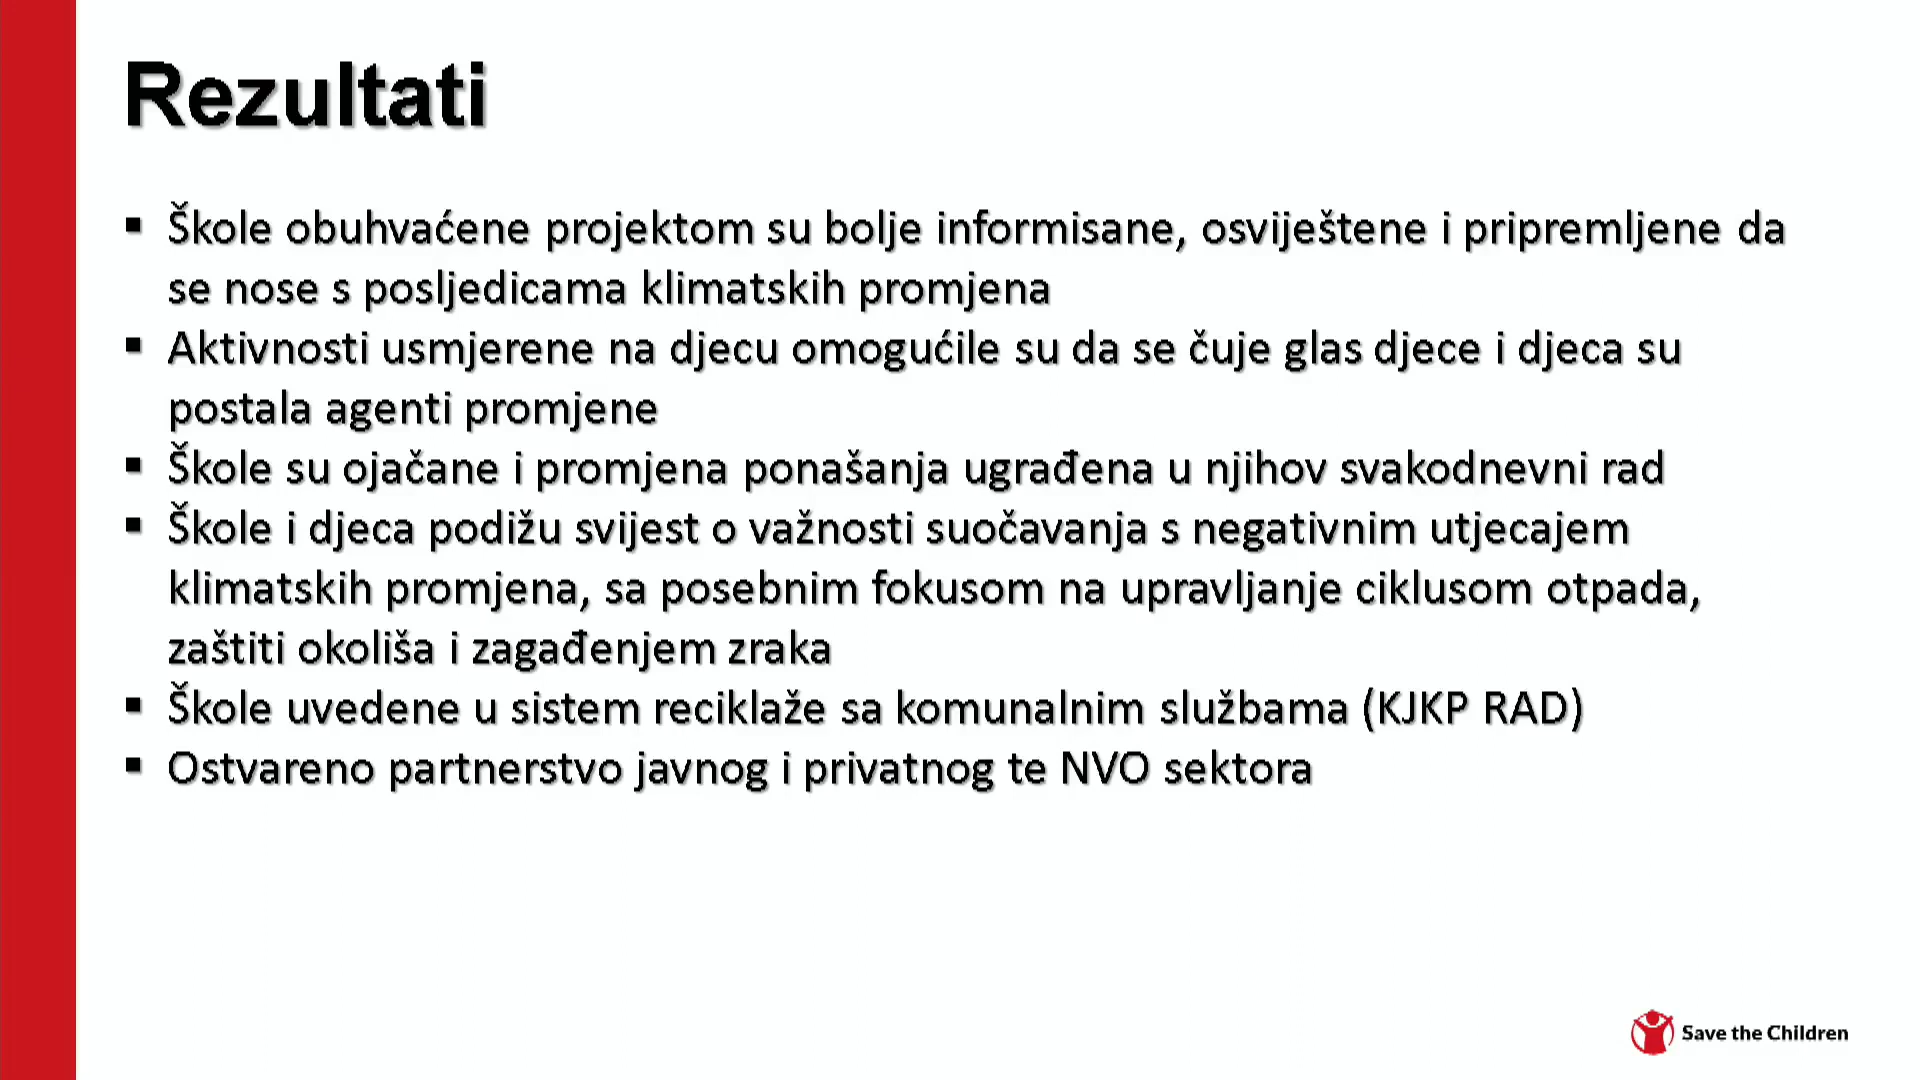 Rezultati
▪ Škole obuhvaćene projektom su bolje informisane, osviještene i pripremljene da
se nose s posljedicama klimatskih promjena
▪ Aktivnosti usmjerene na djecu omogućile su da se čuje glas djece i djeca su
postala agenti promjene
▪ Škole su ojačane i promjena ponašanja ugrađena u njihov svakodnevni rad
▪ Škole i djeca podižu svijest o važnosti suočavanja s negativnim utjecajem
klimatskih promjena, sa posebnim fokusom na upravljanje ciklusom otpada,
zaštiti okoliša i zagađenjem zraka
▪ Škole uvedene u sistem reciklaže sa komunalnim službama (KJKP RAD)
▪ Ostvareno partnerstvo javnog i privatnog te NVO sektora
Save the Children